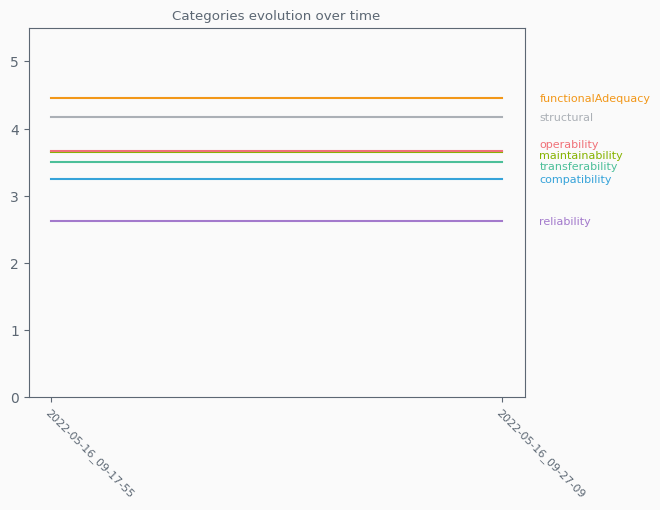 Categories evolution over time
5
4
3
2
1
0
functionalAdequacy
structural
operability
maintainability
transferability
compatibility
reliability
2022-05-16_09-17-55
2022-05-16_09-27-09